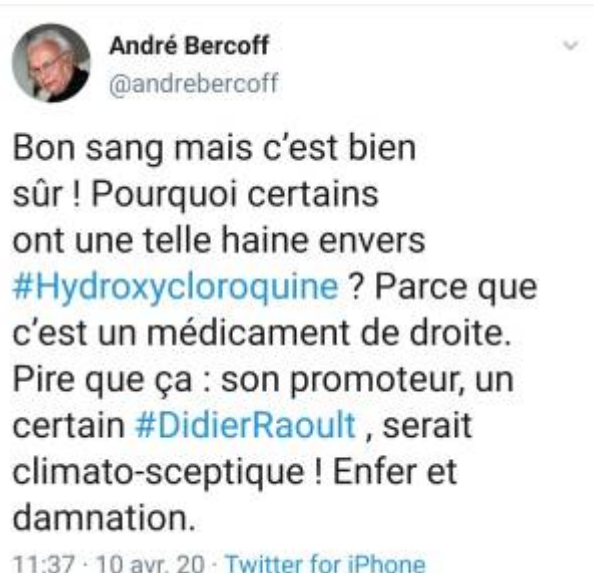 André Bercoff
@andrebercoff
Bon sang mais c'est bien
sûr ! Pourquoi certains
ont une telle haine envers
#Hydroxycloroquine ? Parce que
c'est un médicament de droite.
Pire que ça : son promoteur, un
certain #DidierRaoult , serait
climato-sceptique ! Enfer et
damnation.
11:37 · 10 avr. 20 · Twitter for iPhone